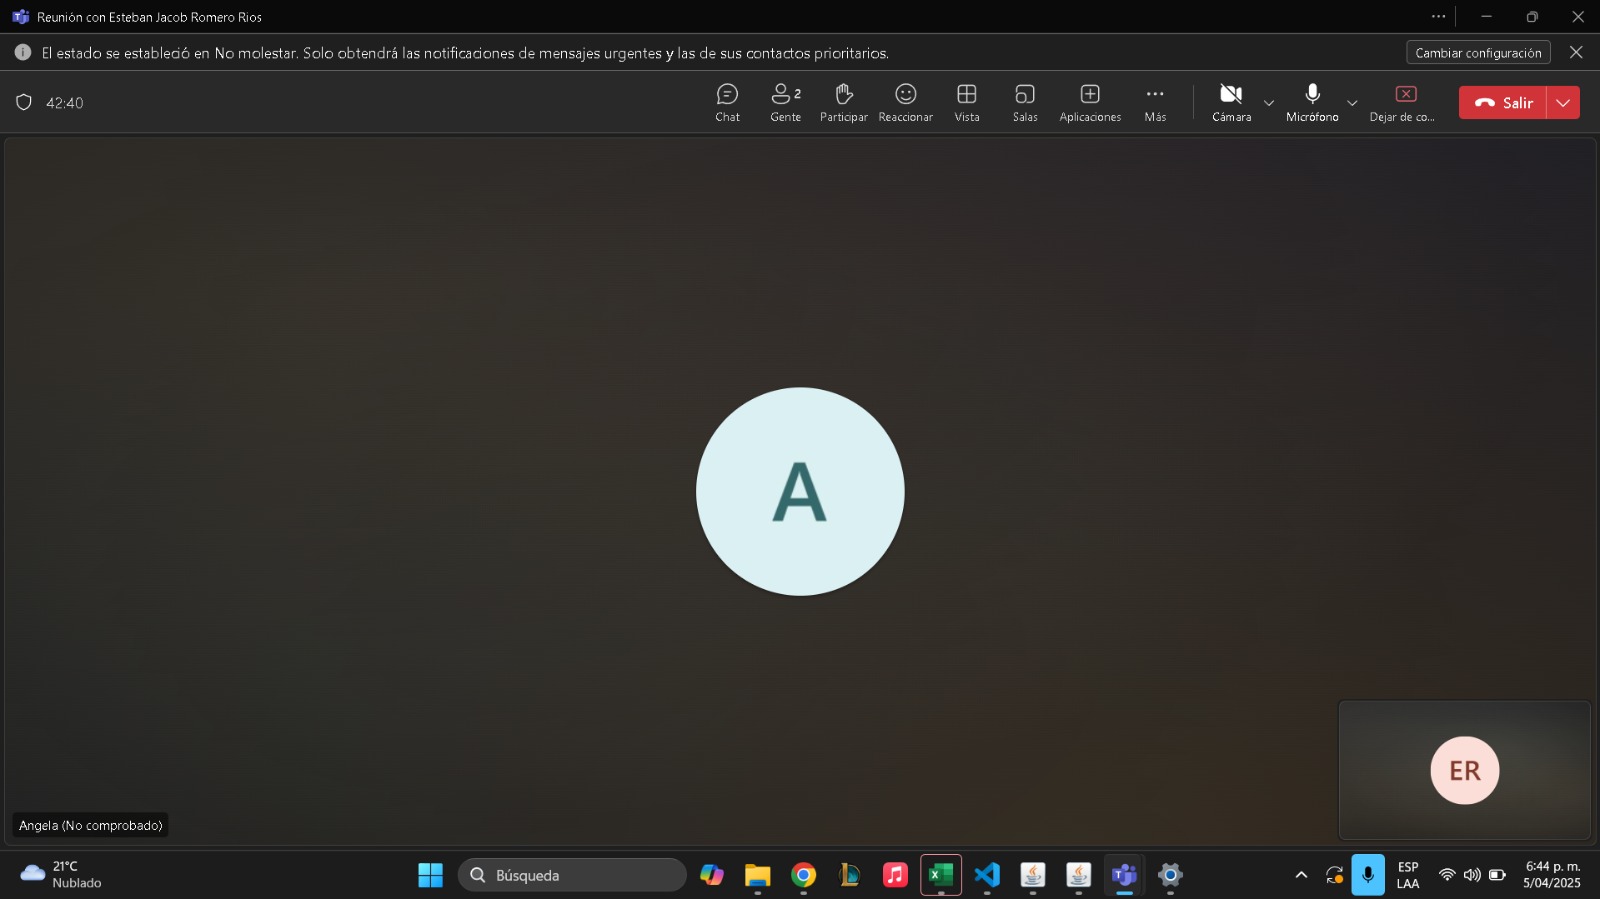 Reunión con Esteban Jacob Romero Rios
El estado se estableció en No molestar. Solo obtendrá las notificaciones de mensajes urgentes y las de sus contactos prioritarios.
Cambiar configuración
42:40
2
Chat
Gente
Participar
Reaccionar
Vista
Salas
Aplicaciones
Más
Cámara
Micrófono
Dejar de co...
Salir
A
ER
Angela (No comprobado)
21°C
Nublado
Búsqueda
ESP
LAA
6:44 p. m.
5/04/2025